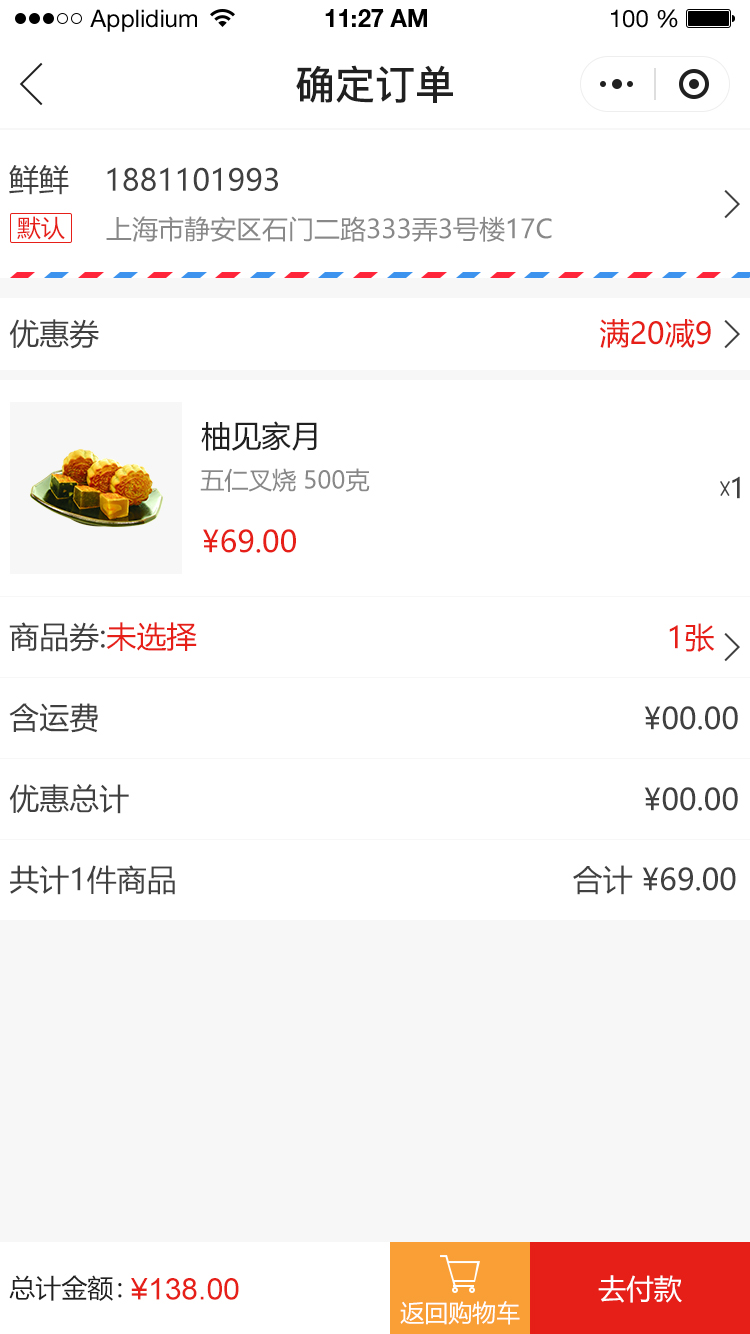 Applidium 11:27 AM 100 %
确定订单
鲜鲜 1881101993
默认 上海市静安区石门二路333弄3号楼17C
优惠券 满20减9
柚见家月
五仁叉烧 500克
x1
¥69.00
商品券:未选择 1张
含运费 ¥00.00
优惠总计 ¥00.00
共计1件商品 合计 ¥69.00
总计金额: ¥138.00
返回购物车
去付款